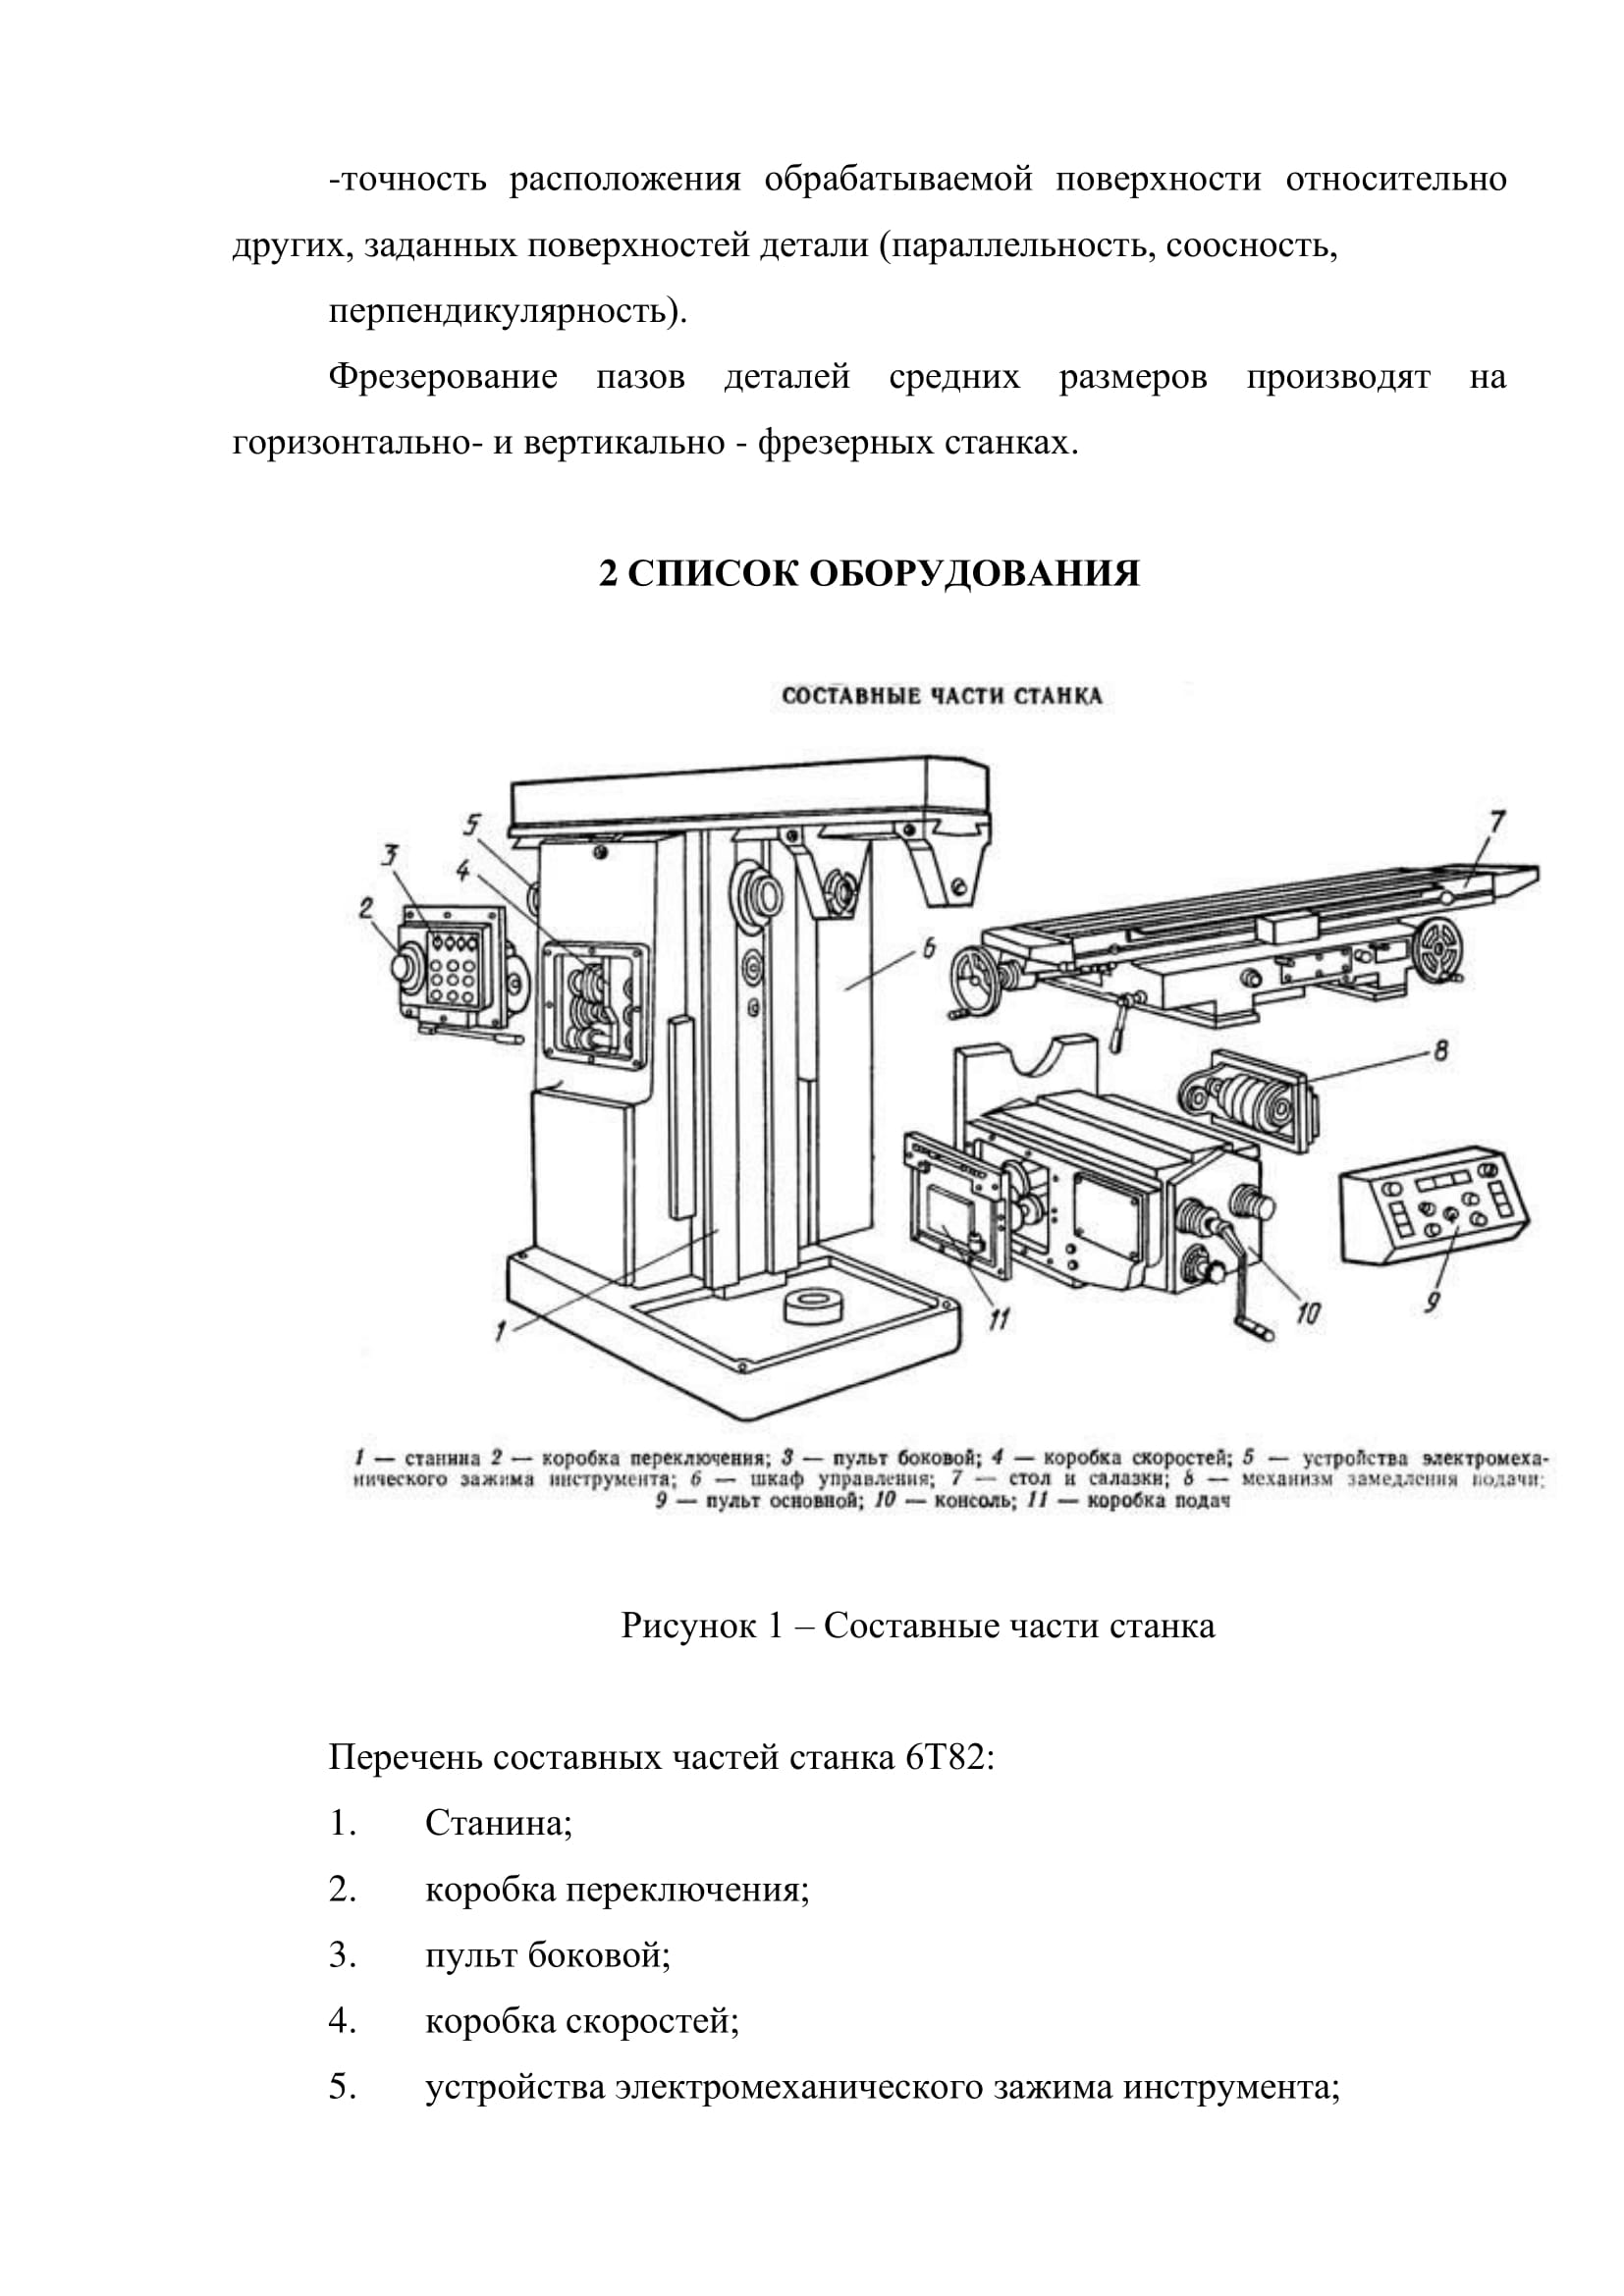 -точность расположения обрабатываемой поверхности относительно
других, заданных поверхностей детали (параллельность, соосность,
перпендикулярность).
Фрезерование пазов деталей средних размеров производят на
горизонтально- и вертикально - фрезерных станках.
2 СПИСОК ОБОРУДОВАНИЯ
СОСТАВНЫЕ ЧАСТИ СТАНКА
5
7
3
4
2
6
8
1
11
10
9
1 — станина 2 — коробка переключения; 3 — пульт боковой; 4 — коробка скоростей; 5 — устройства электромеха-
нического зажима инструмента; 6 — шкаф управления; 7 — стол и салазки; 8 — механизм замедления подачи;
9 — пульт основной; 10 — консоль; 11 — коробка подач
Рисунок 1 – Составные части станка
Перечень составных частей станка 6Т82:
1. Станина;
2. коробка переключения;
3. пульт боковой;
4. коробка скоростей;
5. устройства электромеханического зажима инструмента;